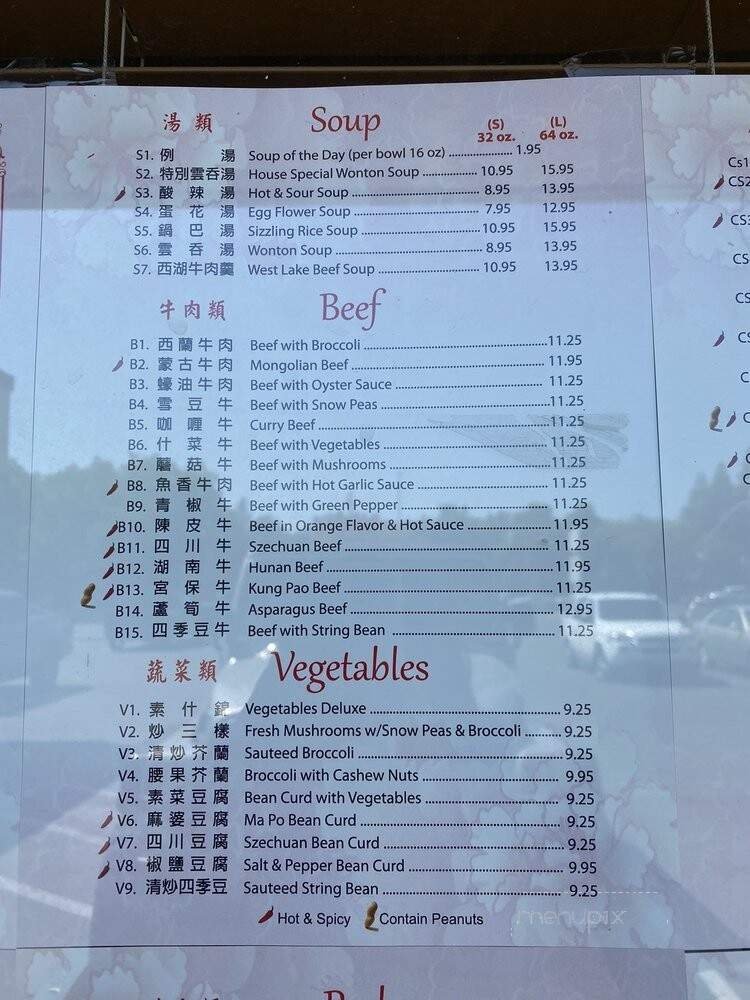 湯類 Soup (S) 32 oz. (L) 64 oz.
S1. 例湯 Soup of the Day (per bowl 16 oz) 1.95
S2. 特別雲吞湯 House Special Wonton Soup 10.95 15.95
S3. 酸辣湯 Hot & Sour Soup 8.95 13.95
S4. 蛋花湯 Egg Flower Soup 7.95 12.95
S5. 鍋巴湯 Sizzling Rice Soup 10.95 15.95
S6. 雲吞湯 Wonton Soup 8.95 13.95
S7. 西湖牛肉羹 West Lake Beef Soup 10.95 13.95
牛肉類 Beef
B1. 西蘭牛肉 Beef with Broccoli 11.25
B2. 蒙古牛肉 Mongolian Beef 11.95
B3. 蠔油牛肉 Beef with Oyster Sauce 11.25
B4. 雪豆牛 Beef with Snow Peas 11.25
B5. 咖喱牛 Curry Beef 11.25
B6. 什菜牛 Beef with Vegetables 11.25
B7. 蘑菇牛 Beef with Mushrooms 11.25
B8. 魚香牛肉 Beef with Hot Garlic Sauce 11.25
B9. 青椒牛 Beef with Green Pepper 11.25
B10. 陳皮牛 Beef in Orange Flavor & Hot Sauce 11.95
B11. 四川牛 Szechuan Beef 11.25
B12. 湖南牛 Hunan Beef 11.95
B13. 宮保牛 Kung Pao Beef 11.25
B14. 蘆筍牛 Asparagus Beef 12.95
B15. 四季豆牛 Beef with String Bean 11.25
蔬菜類 Vegetables
V1. 素什錦 Vegetables Deluxe 9.25
V2. 炒三樣 Fresh Mushrooms w/Snow Peas & Broccoli 9.25
V3. 清炒芥蘭 Sauteed Broccoli 9.25
V4. 腰果芥蘭 Broccoli with Cashew Nuts 9.95
V5. 素菜豆腐 Bean Curd with Vegetables 9.25
V6. 麻婆豆腐 Ma Po Bean Curd 9.25
V7. 四川豆腐 Szechuan Bean Curd 9.25
V8. 椒鹽豆腐 Salt & Pepper Bean Curd 9.95
V9. 清炒四季豆 Sauteed String Bean 9.25
Hot & Spicy Contain Peanuts
menupix